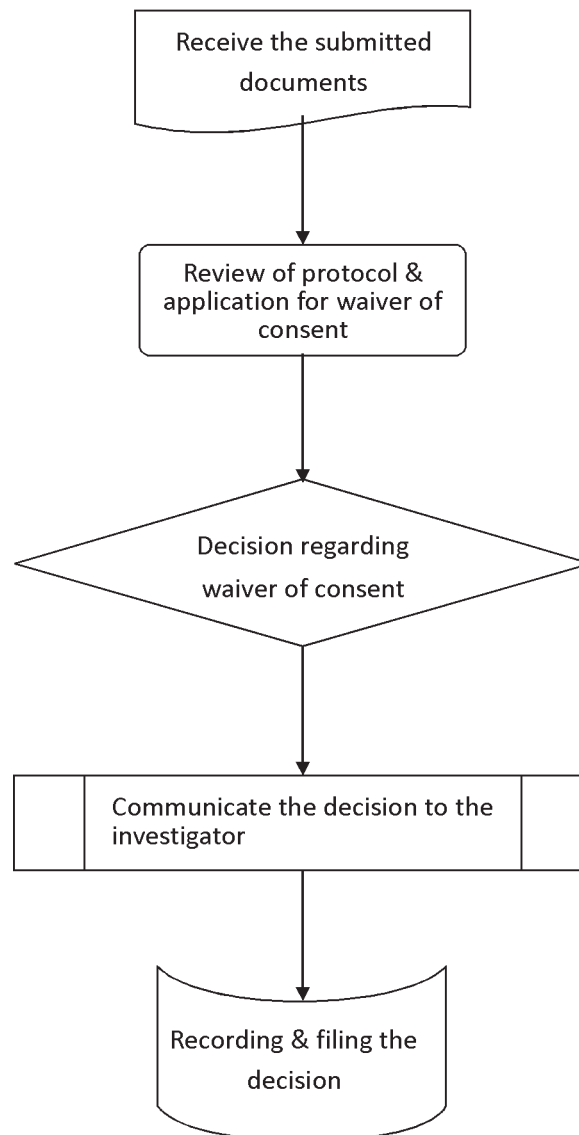 Receive the submitted
documents
Review of protocol &
application for waiver of
consent
Decision regarding
waiver of consent
Communicate the decision to the
investigator
Recording & filing the
decision